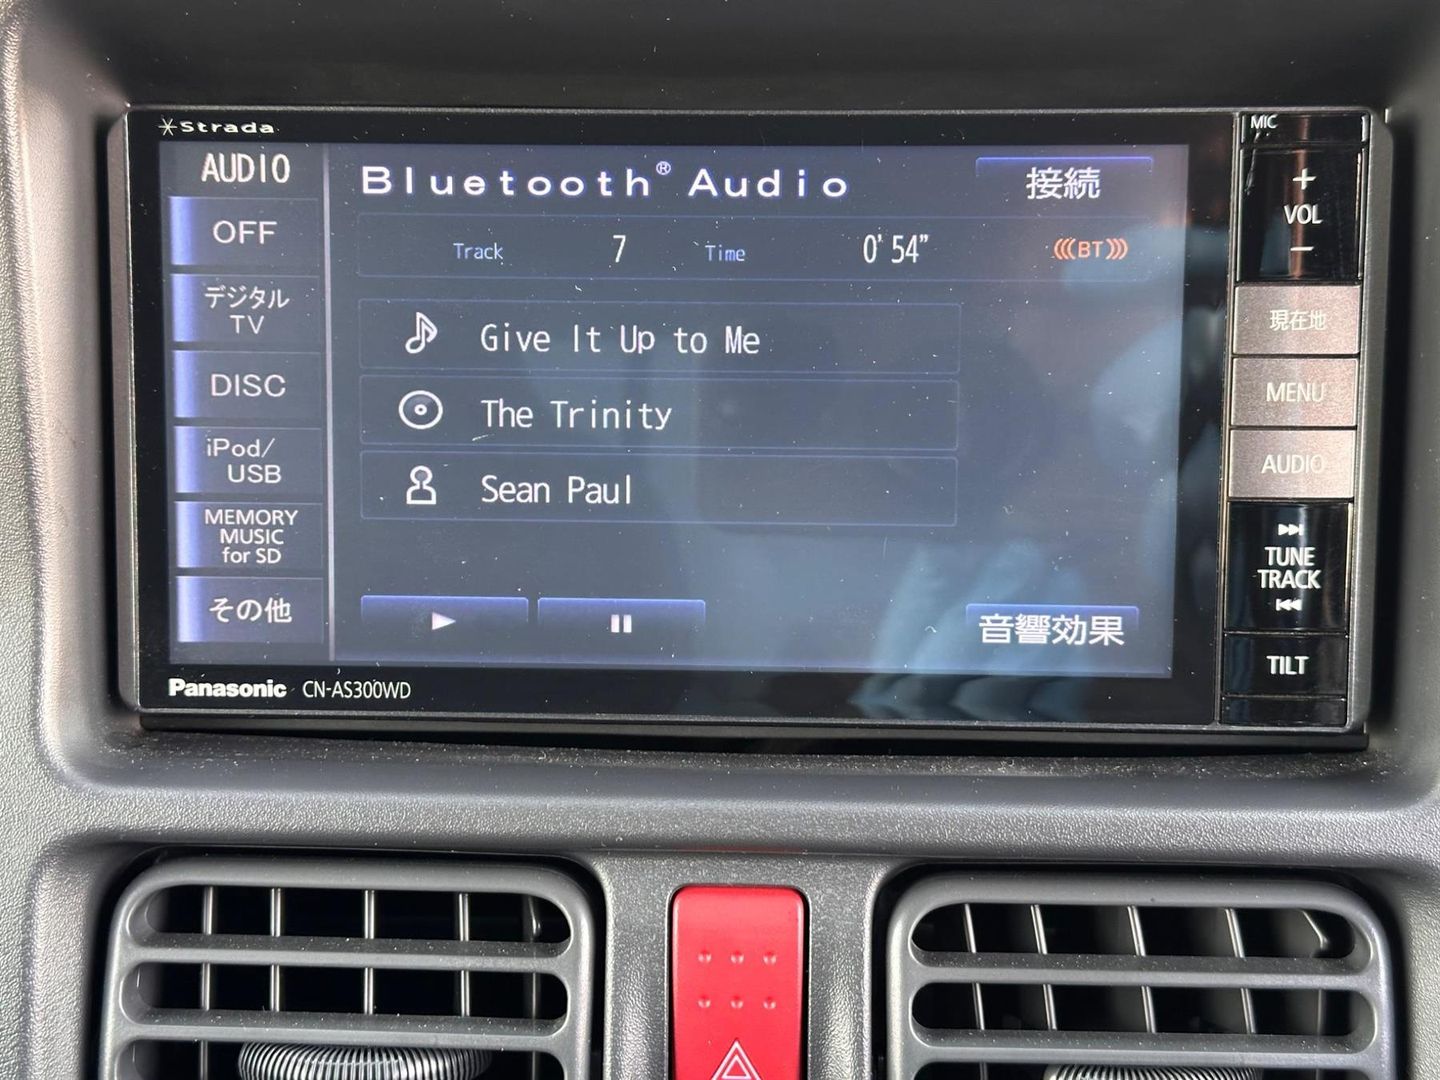 Strada
AUDIO
OFF
デジタル
TV
DISC
iPod/
USB
MEMORY
MUSIC
for SD
その他
Bluetooth® Audio
接続
Track 7 Time 0'54” BT
Give It Up to Me
The Trinity
Sean Paul
音響効果
Panasonic CN-AS300WD
MIC
+
VOL
−
現在地
MENU
AUDIO
TUNE
TRACK
TILT